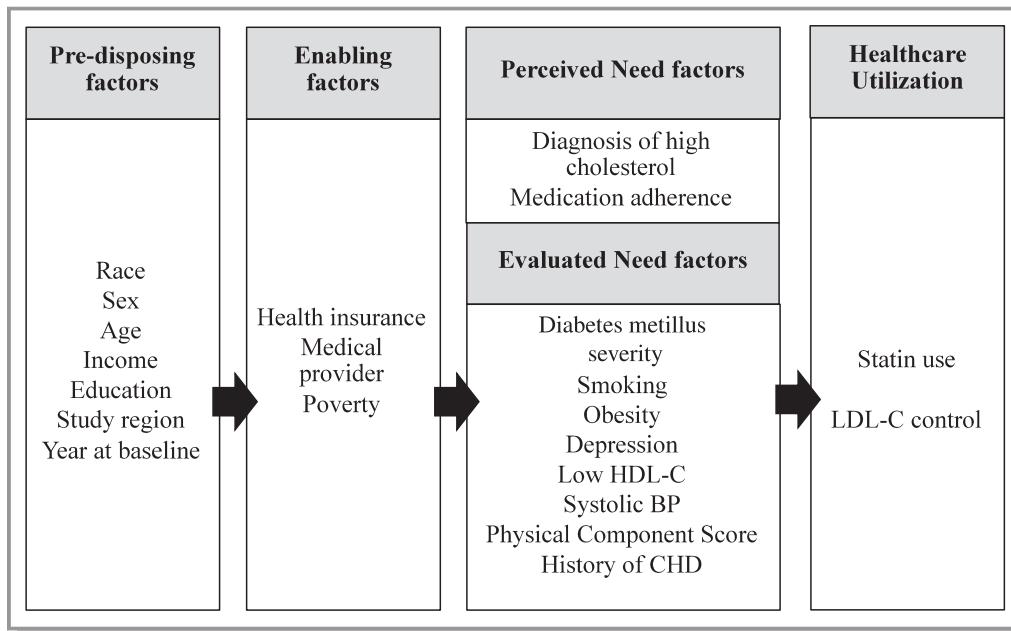 Pre-disposing
factors
Race
Sex
Age
Income
Education
Study region
Year at baseline
Enabling
factors
Health insurance
Medical
provider
Poverty
Perceived Need factors
Diagnosis of high
cholesterol
Medication adherence
Evaluated Need factors
Diabetes metillus
severity
Smoking
Obesity
Depression
Low HDL-C
Systolic BP
Physical Component Score
History of CHD
Healthcare
Utilization
Statin use
LDL-C control